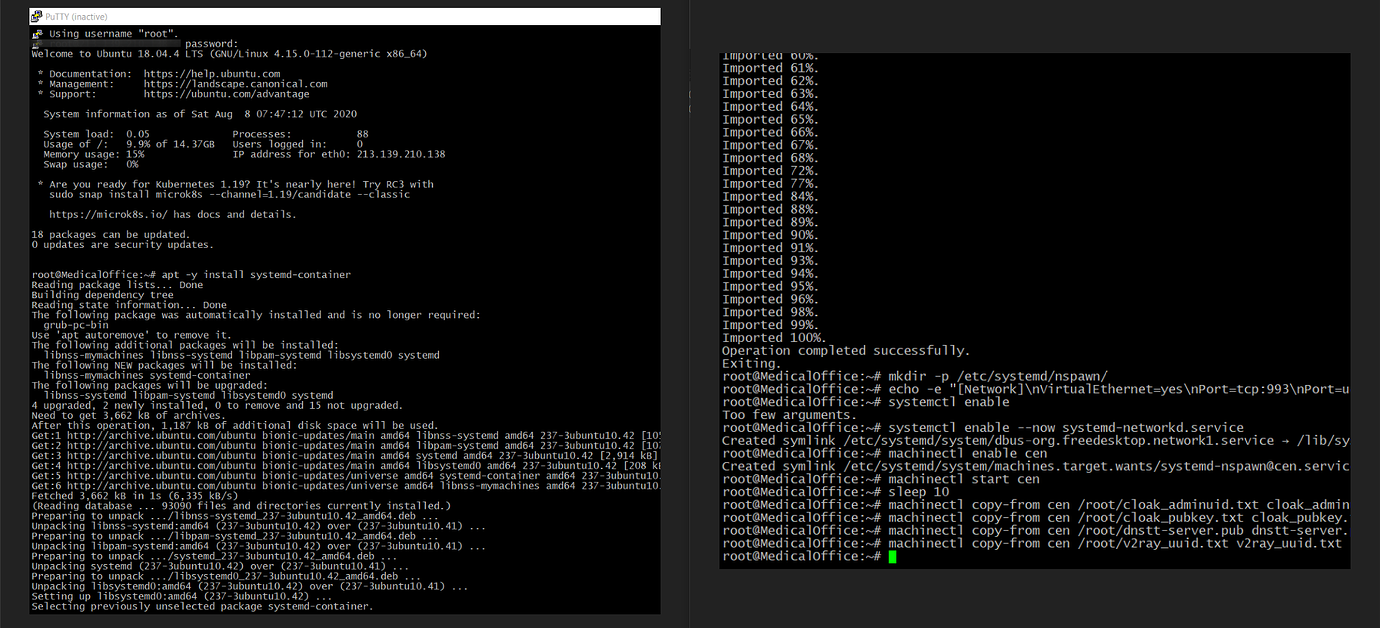 PuTTY (inactive)
Using username "root".
password:
Welcome to Ubuntu 18.04.4 LTS (GNU/Linux 4.15.0-112-generic x86_64)
* Documentation: https://help.ubuntu.com
* Management: https://landscape.canonical.com
* Support: https://ubuntu.com/advantage
System information as of Sat Aug 8 07:47:12 UTC 2020
System load: 0.05 Processes: 88
Usage of /: 9.9% of 14.37GB Users logged in: 0
Memory usage: 15% IP address for eth0: 213.139.210.138
Swap usage: 0%
* Are you ready for Kubernetes 1.19? It's nearly here! Try RC3 with
sudo snap install microk8s --channel=1.19/candidate --classic
https://microk8s.io/ has docs and details.
18 packages can be updated.
0 updates are security updates.
root@MedicalOffice:~# apt -y install systemd-container
Reading package lists... Done
Building dependency tree
Reading state information... Done
The following package was automatically installed and is no longer required:
grub-pc-bin
Use 'apt autoremove' to remove it.
The following additional packages will be installed:
libnss-mymachines libnss-systemd libpam-systemd libsystemd0 systemd
The following NEW packages will be installed:
libnss-mymachines systemd-container
The following packages will be upgraded:
libnss-systemd libpam-systemd libsystemd0 systemd
4 upgraded, 2 newly installed, 0 to remove and 15 not upgraded.
Need to get 3,662 kB of archives.
After this operation, 1,187 kB of additional disk space will be used.
Get:1 http://archive.ubuntu.com/ubuntu bionic-updates/main amd64 libnss-systemd amd64 237-3ubuntu10.42 [105
Get:2 http://archive.ubuntu.com/ubuntu bionic-updates/main amd64 libpam-systemd amd64 237-3ubuntu10.42 [107
Get:3 http://archive.ubuntu.com/ubuntu bionic-updates/main amd64 systemd amd64 237-3ubuntu10.42 [2,914 kB]
Get:4 http://archive.ubuntu.com/ubuntu bionic-updates/main amd64 libsystemd0 amd64 237-3ubuntu10.42 [208 kB
Get:5 http://archive.ubuntu.com/ubuntu bionic-updates/universe amd64 systemd-container amd64 237-3ubuntu10.
Get:6 http://archive.ubuntu.com/ubuntu bionic-updates/universe amd64 libnss-mymachines amd64 237-3ubuntu10.
Fetched 3,662 kB in 1s (6,335 kB/s)
(Reading database ... 93090 files and directories currently installed.)
Preparing to unpack .../libnss-systemd_237-3ubuntu10.42_amd64.deb ...
Unpacking libnss-systemd:amd64 (237-3ubuntu10.42) over (237-3ubuntu10.41) ...
Preparing to unpack .../libpam-systemd_237-3ubuntu10.42_amd64.deb ...
Unpacking libpam-systemd:amd64 (237-3ubuntu10.42) over (237-3ubuntu10.41) ...
Preparing to unpack .../systemd_237-3ubuntu10.42_amd64.deb ...
Unpacking systemd (237-3ubuntu10.42) over (237-3ubuntu10.41) ...
Preparing to unpack .../libsystemd0_237-3ubuntu10.42_amd64.deb ...
Unpacking libsystemd0:amd64 (237-3ubuntu10.42) over (237-3ubuntu10.41) ...
Setting up libsystemd0:amd64 (237-3ubuntu10.42) ...
Selecting previously unselected package systemd-container.
Imported 60%.
Imported 61%.
Imported 62%.
Imported 63%.
Imported 64%.
Imported 65%.
Imported 66%.
Imported 67%.
Imported 68%.
Imported 72%.
Imported 77%.
Imported 84%.
Imported 88%.
Imported 89%.
Imported 90%.
Imported 91%.
Imported 93%.
Imported 94%.
Imported 95%.
Imported 96%.
Imported 98%.
Imported 99%.
Imported 100%.
Operation completed successfully.
Exiting.
root@MedicalOffice:~# mkdir -p /etc/systemd/nspawn/
root@MedicalOffice:~# echo -e "[Network]\nVirtualEthernet=yes\nPort=tcp:993\nPort=u
root@MedicalOffice:~# systemctl enable
Too few arguments.
root@MedicalOffice:~# systemctl enable --now systemd-networkd.service
Created symlink /etc/systemd/system/dbus-org.freedesktop.network1.service → /lib/sy
root@MedicalOffice:~# machinectl enable cen
Created symlink /etc/systemd/system/machines.target.wants/systemd-nspawn@cen.servic
root@MedicalOffice:~# machinectl start cen
root@MedicalOffice:~# sleep 10
root@MedicalOffice:~# machinectl copy-from cen /root/cloak_adminuid.txt cloak_admin
root@MedicalOffice:~# machinectl copy-from cen /root/cloak_pubkey.txt cloak_pubkey.
root@MedicalOffice:~# machinectl copy-from cen /root/dnstt-server.pub dnstt-server.
root@MedicalOffice:~# machinectl copy-from cen /root/v2ray_uuid.txt v2ray_uuid.txt
root@MedicalOffice:~#